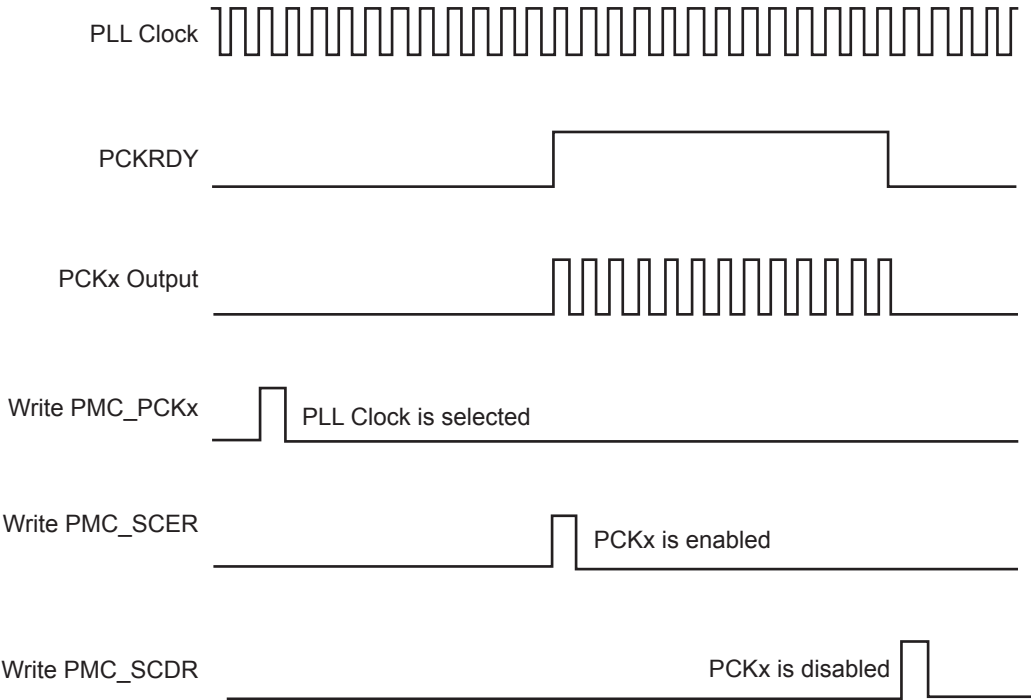 PLL Clock
PCKRDY
PCKx Output
Write PMC_PCKx
PLL Clock is selected
Write PMC_SCER
PCKx is enabled
Write PMC_SCDR
PCKx is disabled